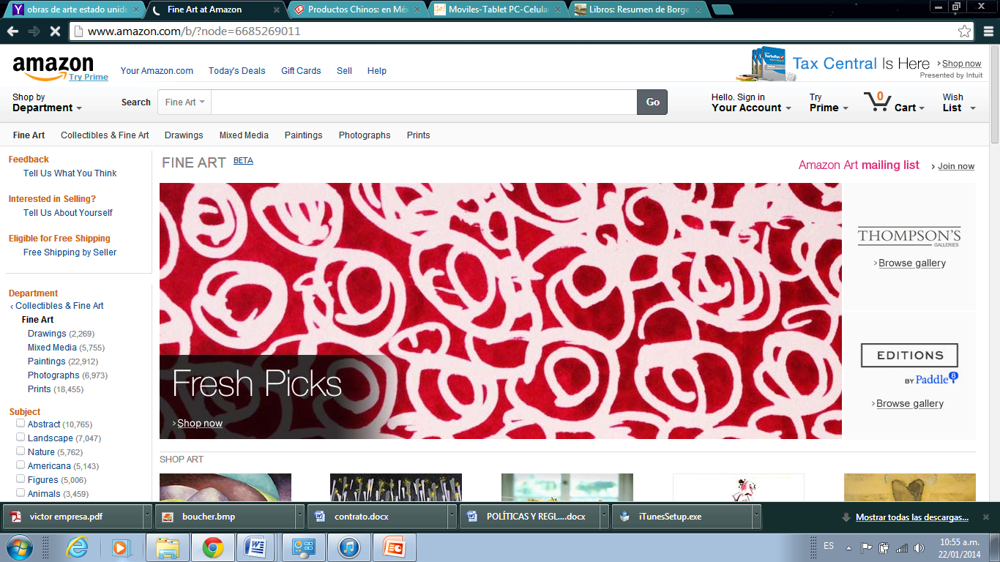 obras de arte estado unide
Fine Art at Amazon
Productos Chinos: en Mé
Moviles-Tablet PC-Celula
Libros: Resumen de Borge
www.amazon.com/b/?node=6685269011
amazon
Try Prime
Your Amazon.com
Today's Deals
Gift Cards
Sell
Help
TurboTax
Tax Central Is Here
Shop now
Presented by Intuit
Shop by
Department
Search
Fine Art
Go
Hello. Sign in
Your Account
Try
Prime
0
Cart
Wish
List
Fine Art
Collectibles & Fine Art
Drawings
Mixed Media
Paintings
Photographs
Prints
Feedback
Tell Us What You Think
Interested in Selling?
Tell Us About Yourself
Eligible for Free Shipping
Free Shipping by Seller
Department
‹ Collectibles & Fine Art
Fine Art
Drawings (2,269)
Mixed Media (5,755)
Paintings (22,912)
Photographs (6,973)
Prints (18,455)
Subject
Abstract (10,765)
Landscape (7,047)
Nature (5,762)
Americana (5,143)
Figures (5,006)
Animals (3,459)
FINE ART BETA
Amazon Art mailing list › Join now
Fresh Picks
› Shop now
THOMPSON'S
GALLERIES
› Browse gallery
EDITIONS
BY Paddle8
› Browse gallery
SHOP ART
victor empresa.pdf
boucher.bmp
contrato.docx
POLÍTICAS Y REGL....docx
iTunesSetup.exe
Mostrar todas las descargas...
ES
10:55 a.m.
22/01/2014